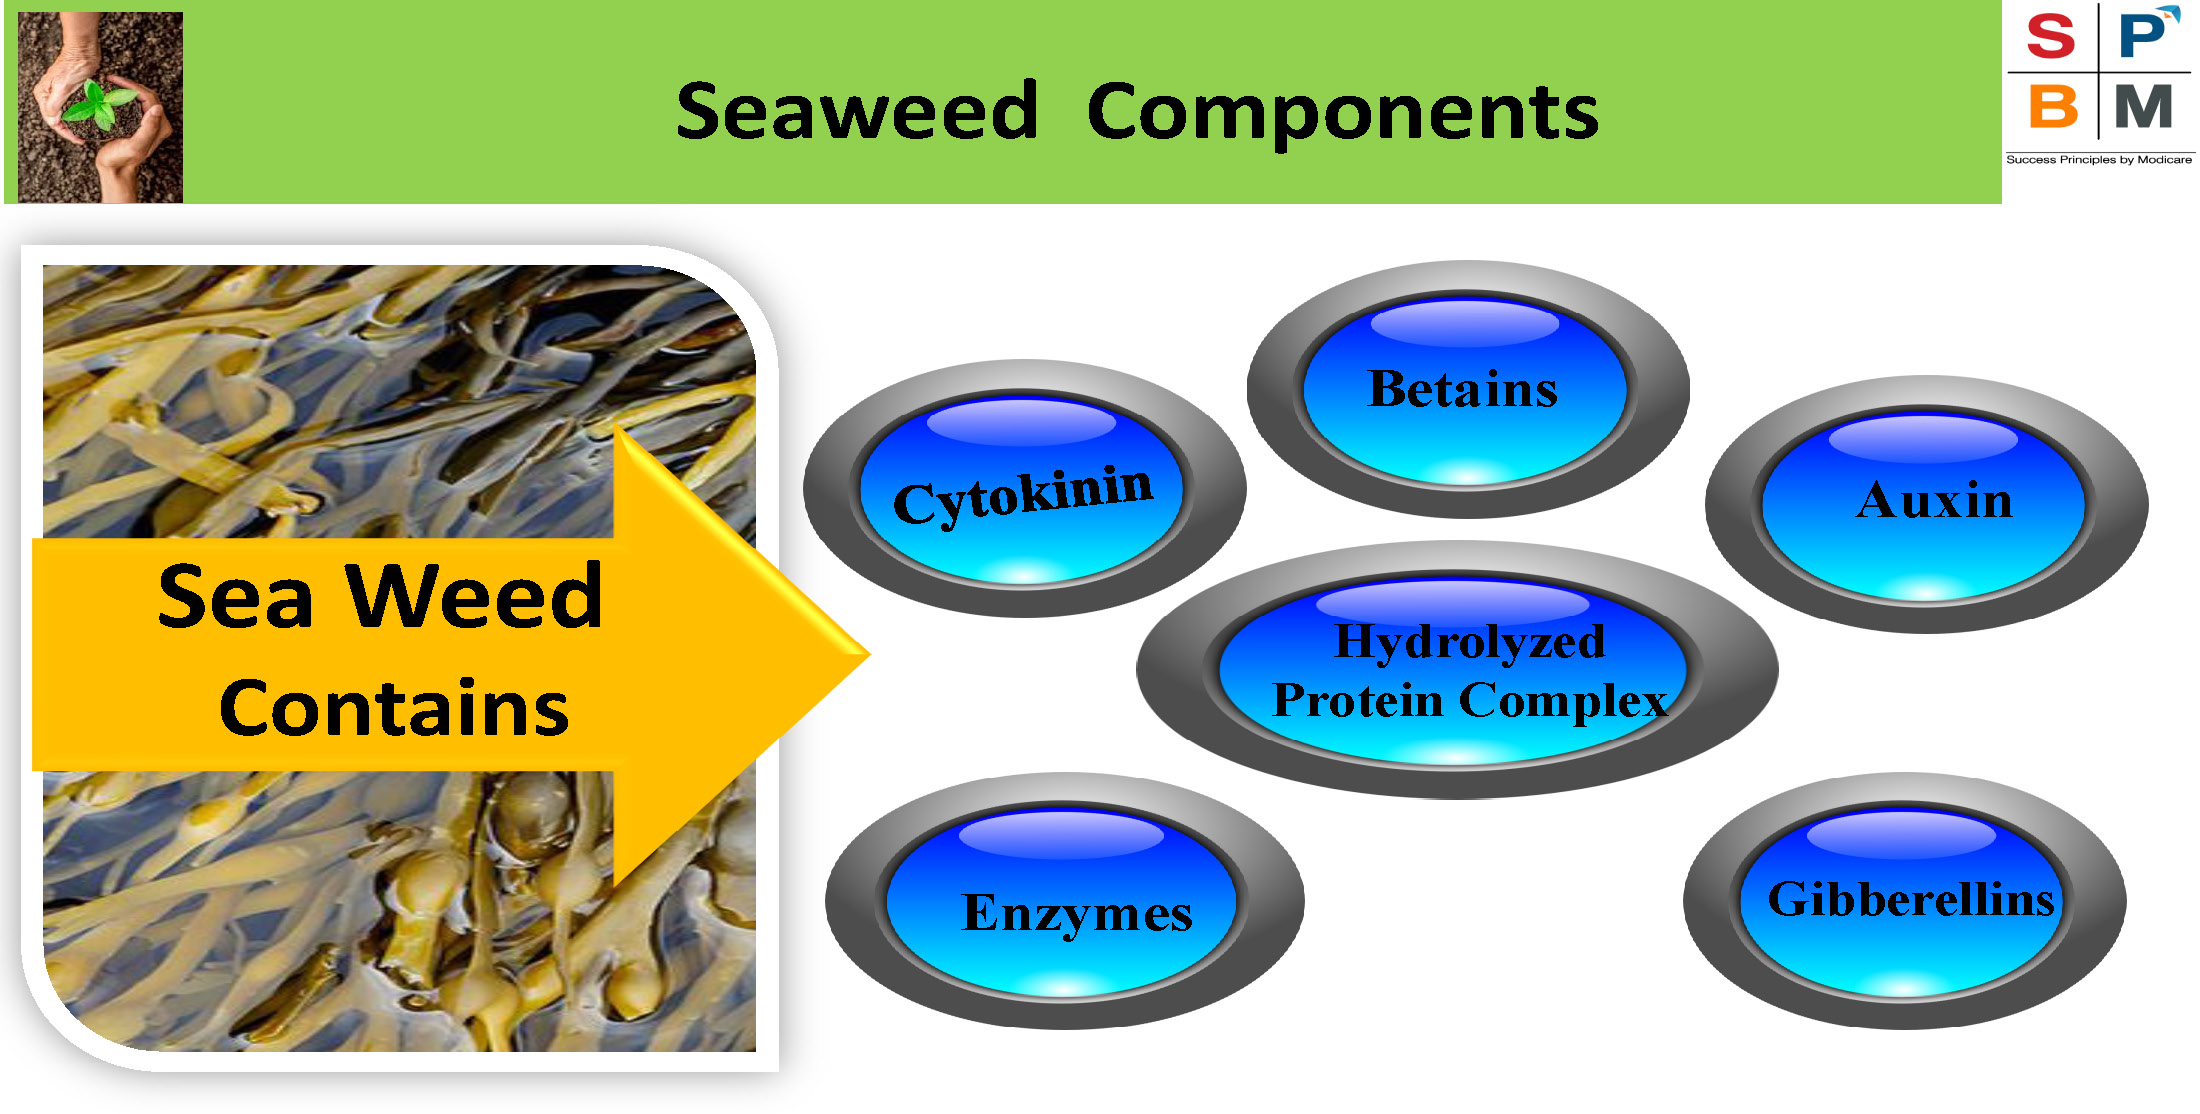 Seaweed Components
S P
B M
Success Principles by Modicare
Sea Weed
Contains
Cytokinin
Betains
Auxin
Hydrolyzed
Protein Complex
Enzymes
Gibberellins